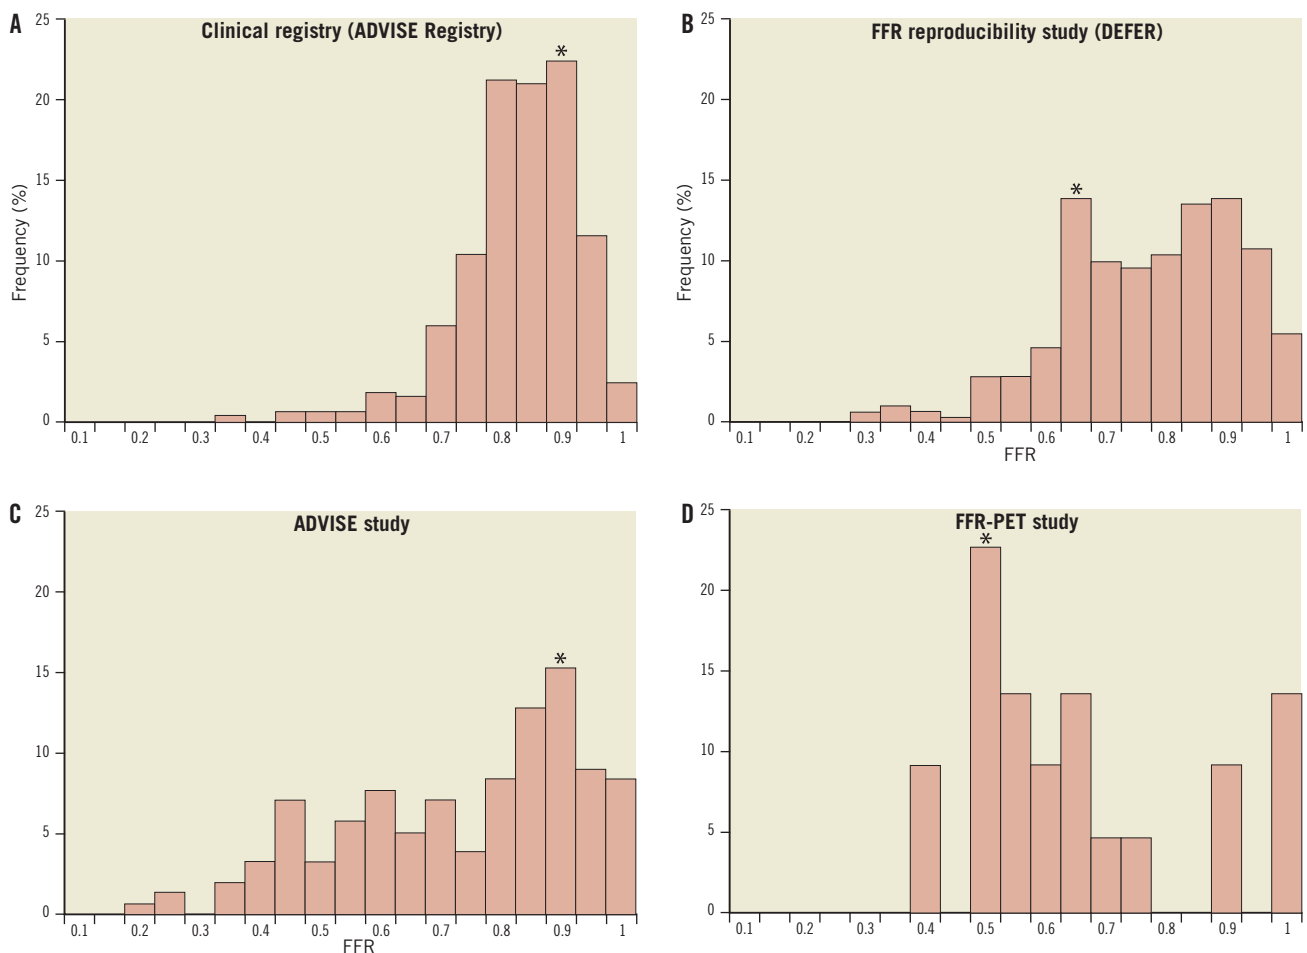 A
Clinical registry (ADVISE Registry)
*
25
20
15
10
5
0
Frequency (%)
0.1 0.2 0.3 0.4 0.5 0.6 0.7 0.8 0.9 1
B
FFR reproducibility study (DEFER)
*
25
20
15
10
5
0
Frequency (%)
0.1 0.2 0.3 0.4 0.5 0.6 0.7 0.8 0.9 1
FFR
C
ADVISE study
*
25
20
15
10
5
0
0.1 0.2 0.3 0.4 0.5 0.6 0.7 0.8 0.9 1
FFR
D
FFR-PET study
*
25
20
15
10
5
0
0.1 0.2 0.3 0.4 0.5 0.6 0.7 0.8 0.9 1